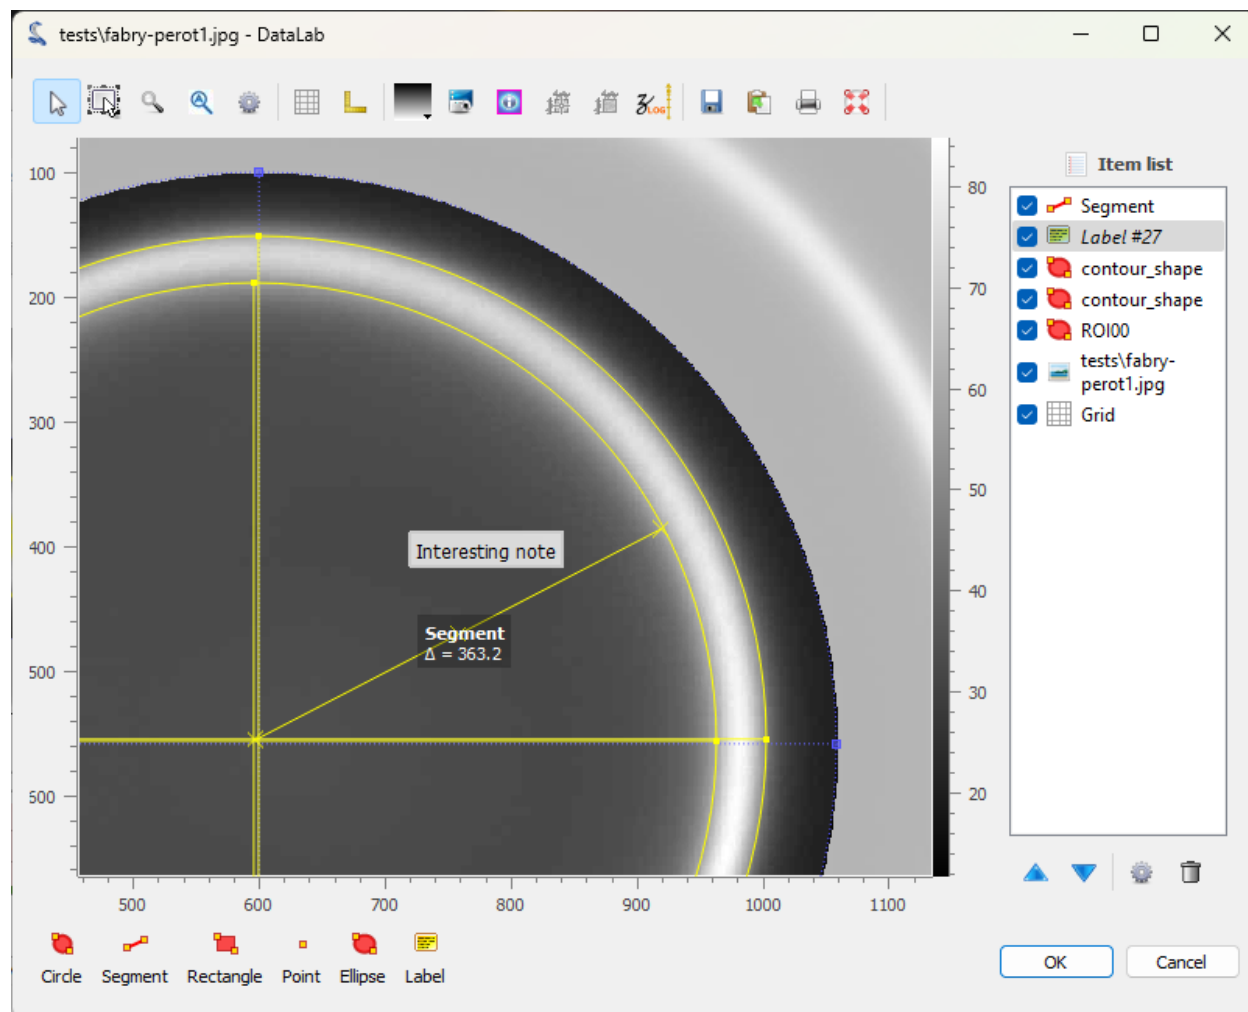 tests\fabry-perot1.jpg - DataLab
LOG
Item list
Segment
Label #27
contour_shape
contour_shape
ROI00
tests\fabry-
perot1.jpg
Grid
100
200
300
400
500
500
Interesting note
Segment
Δ = 363.2
80
70
60
50
40
30
20
500
600
700
800
900
1000
1100
Circle
Segment
Rectangle
Point
Ellipse
Label
OK
Cancel